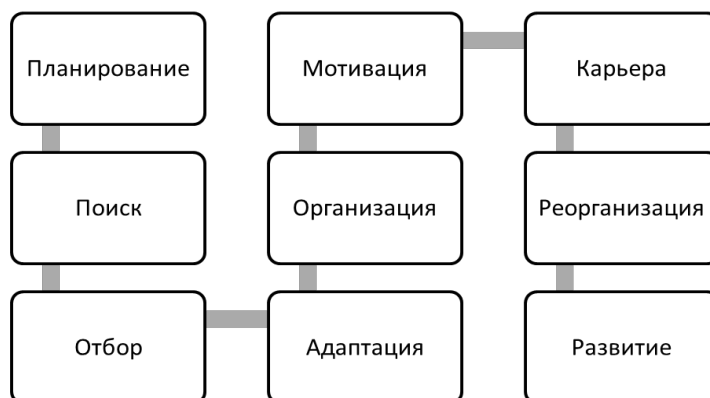 Планирование
Поиск
Отбор
Адаптация
Организация
Мотивация
Карьера
Реорганизация
Развитие